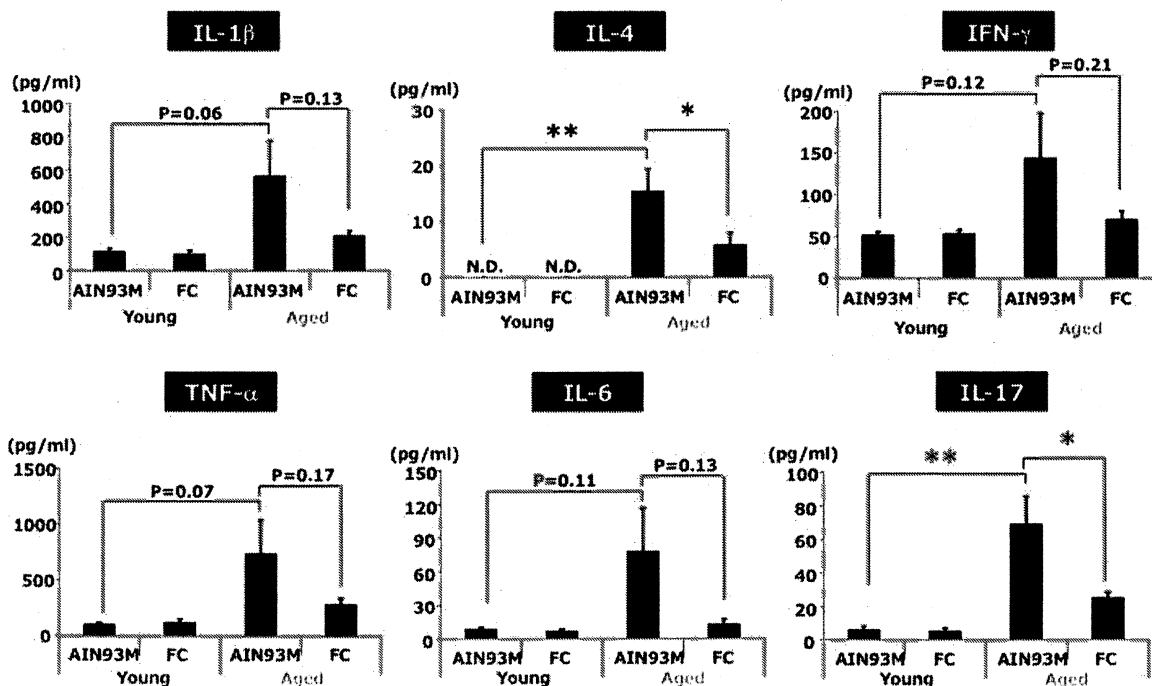 IL-1β
IL-4
IFN-γ
(pg/ml)
1000
800
600
400
200
0
P=0.06
P=0.13
AIN93M FC AIN93M FC
Young Aged
(pg/ml)
30
20
10
0
**
*
N.D. N.D.
AIN93M FC AIN93M FC
Young Aged
(pg/ml)
200
150
100
50
0
P=0.12
P=0.21
AIN93M FC AIN93M FC
Young Aged
TNF-α
IL-6
IL-17
(pg/ml)
1500
1000
500
0
P=0.07
P=0.17
AIN93M FC AIN93M FC
Young Aged
(pg/ml)
150
120
90
60
30
0
P=0.11
P=0.13
AIN93M FC AIN93M FC
Young Aged
(pg/ml)
100
80
60
40
20
0
**
*
AIN93M FC AIN93M FC
Young Aged